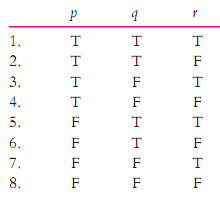 p q r
1. T T T
2. T T F
3. T F T
4. T F F
5. F T T
6. F T F
7. F F T
8. F F F